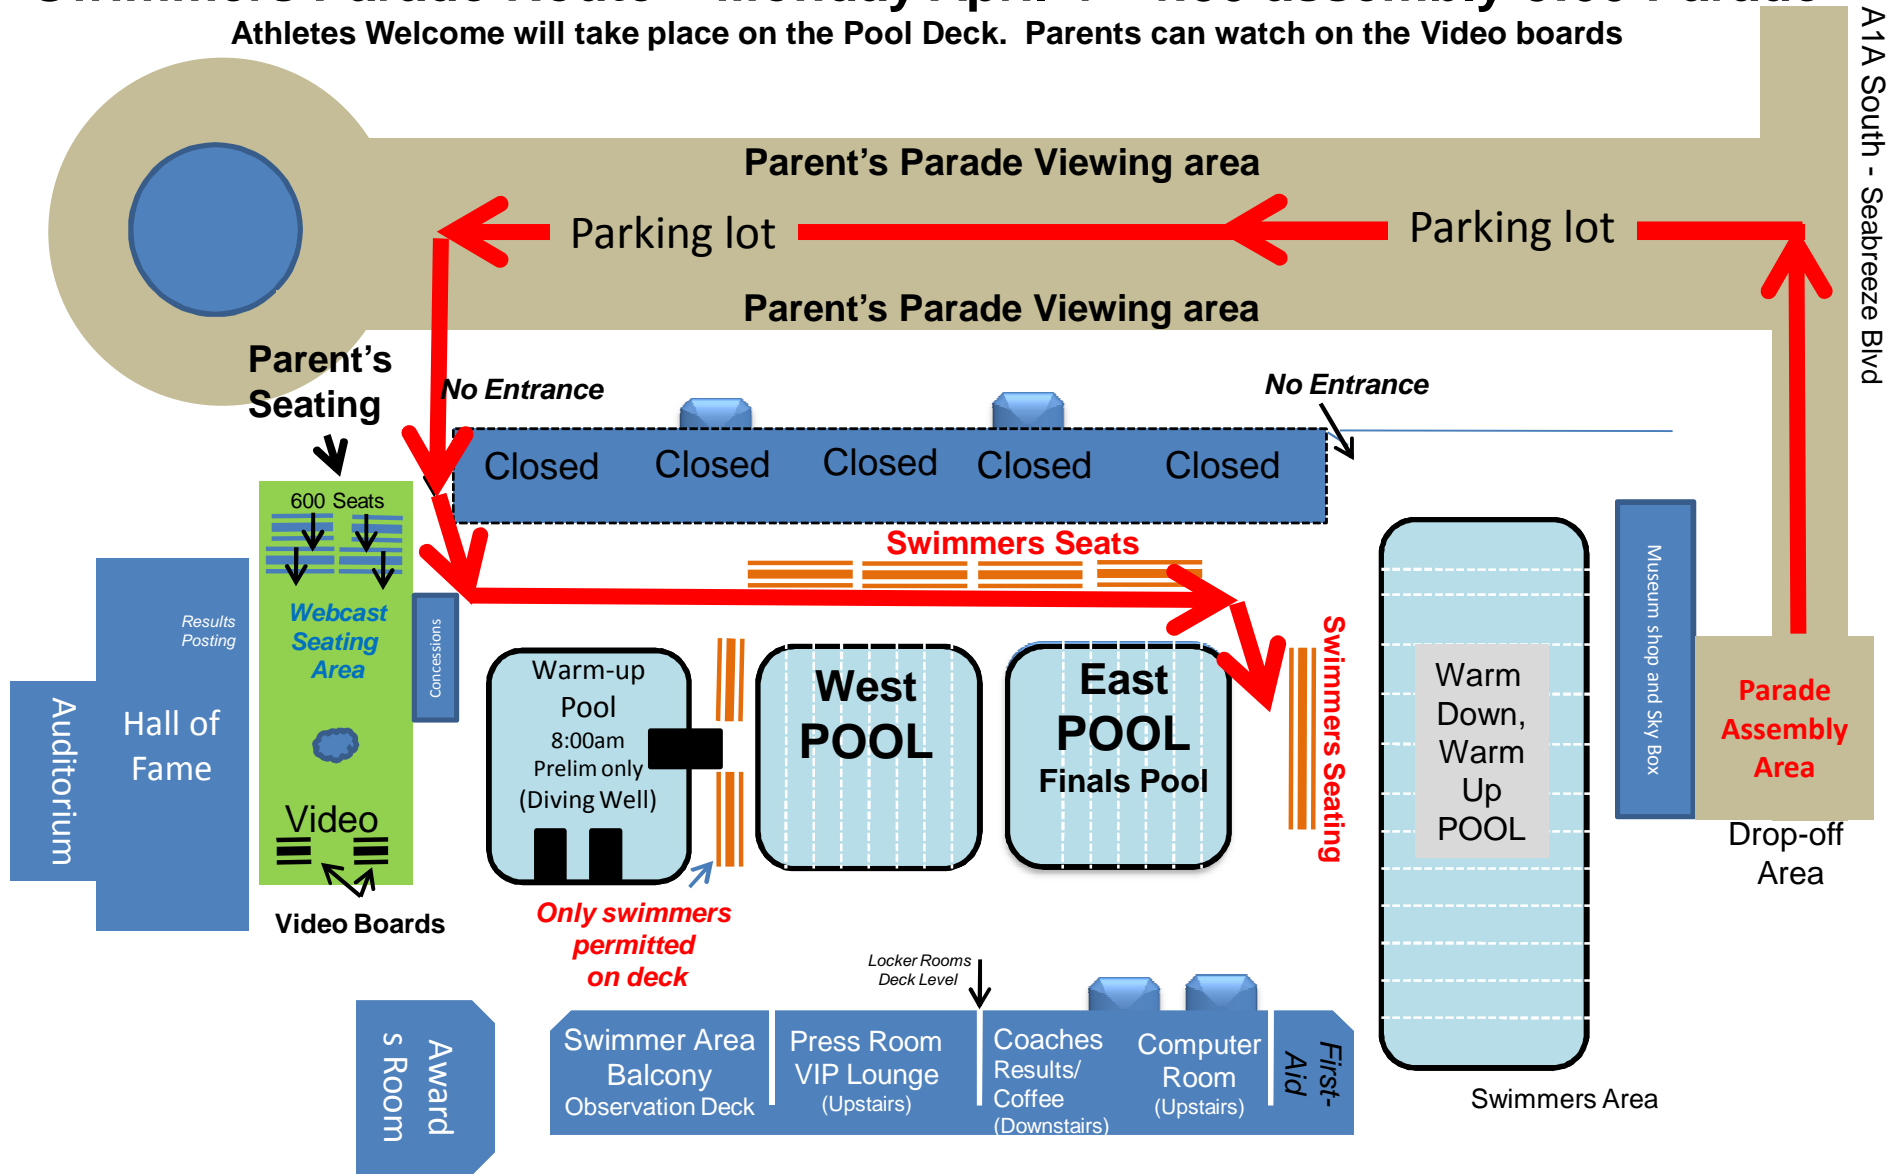 Athletes Welcome will take place on the Pool Deck. Parents can watch on the Video boards
A1A South - Seabreeze Blvd
Parent's Parade Viewing area
Parking lot
Parking lot
Parent's Parade Viewing area
Parent's
Seating
No Entrance
No Entrance
Closed
Closed
Closed
Closed
Closed
600 Seats
Swimmers Seats
Webcast
Seating
Area
Results
Posting
Concessions
Hall of
Fame
Auditorium
Video
Video Boards
Warm-up
Pool
8:00am
Prelim only
(Diving Well)
West
POOL
East
POOL
Finals Pool
Swimmers Seating
Warm
Down,
Warm
Up
POOL
Museum shop and Sky Box
Parade
Assembly
Area
Drop-off
Area
Only swimmers
permitted
on deck
Locker Rooms
Deck Level
Award
s Room
Swimmer Area
Balcony
Observation Deck
Press Room
VIP Lounge
(Upstairs)
Coaches
Results/
Coffee
(Downstairs)
Computer
Room
(Upstairs)
First-
Aid
Swimmers Area